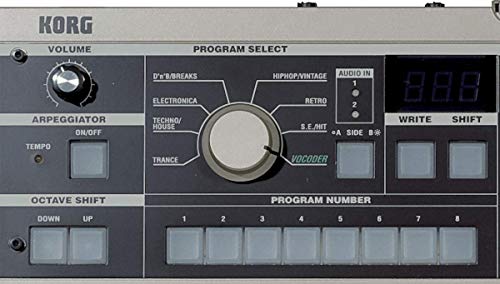 KORG
VOLUME
PROGRAM SELECT
D'n'B/BREAKS
HIPHOP/VINTAGE
AUDIO IN
1
2
ELECTRONICA
RETRO
TECHNO/
HOUSE
S.E./HIT
A SIDE B
TRANCE
VOCODER
WRITE
SHIFT
ARPEGGIATOR
ON/OFF
TEMPO
OCTAVE SHIFT
DOWN
UP
PROGRAM NUMBER
1 2 3 4 5 6 7 8